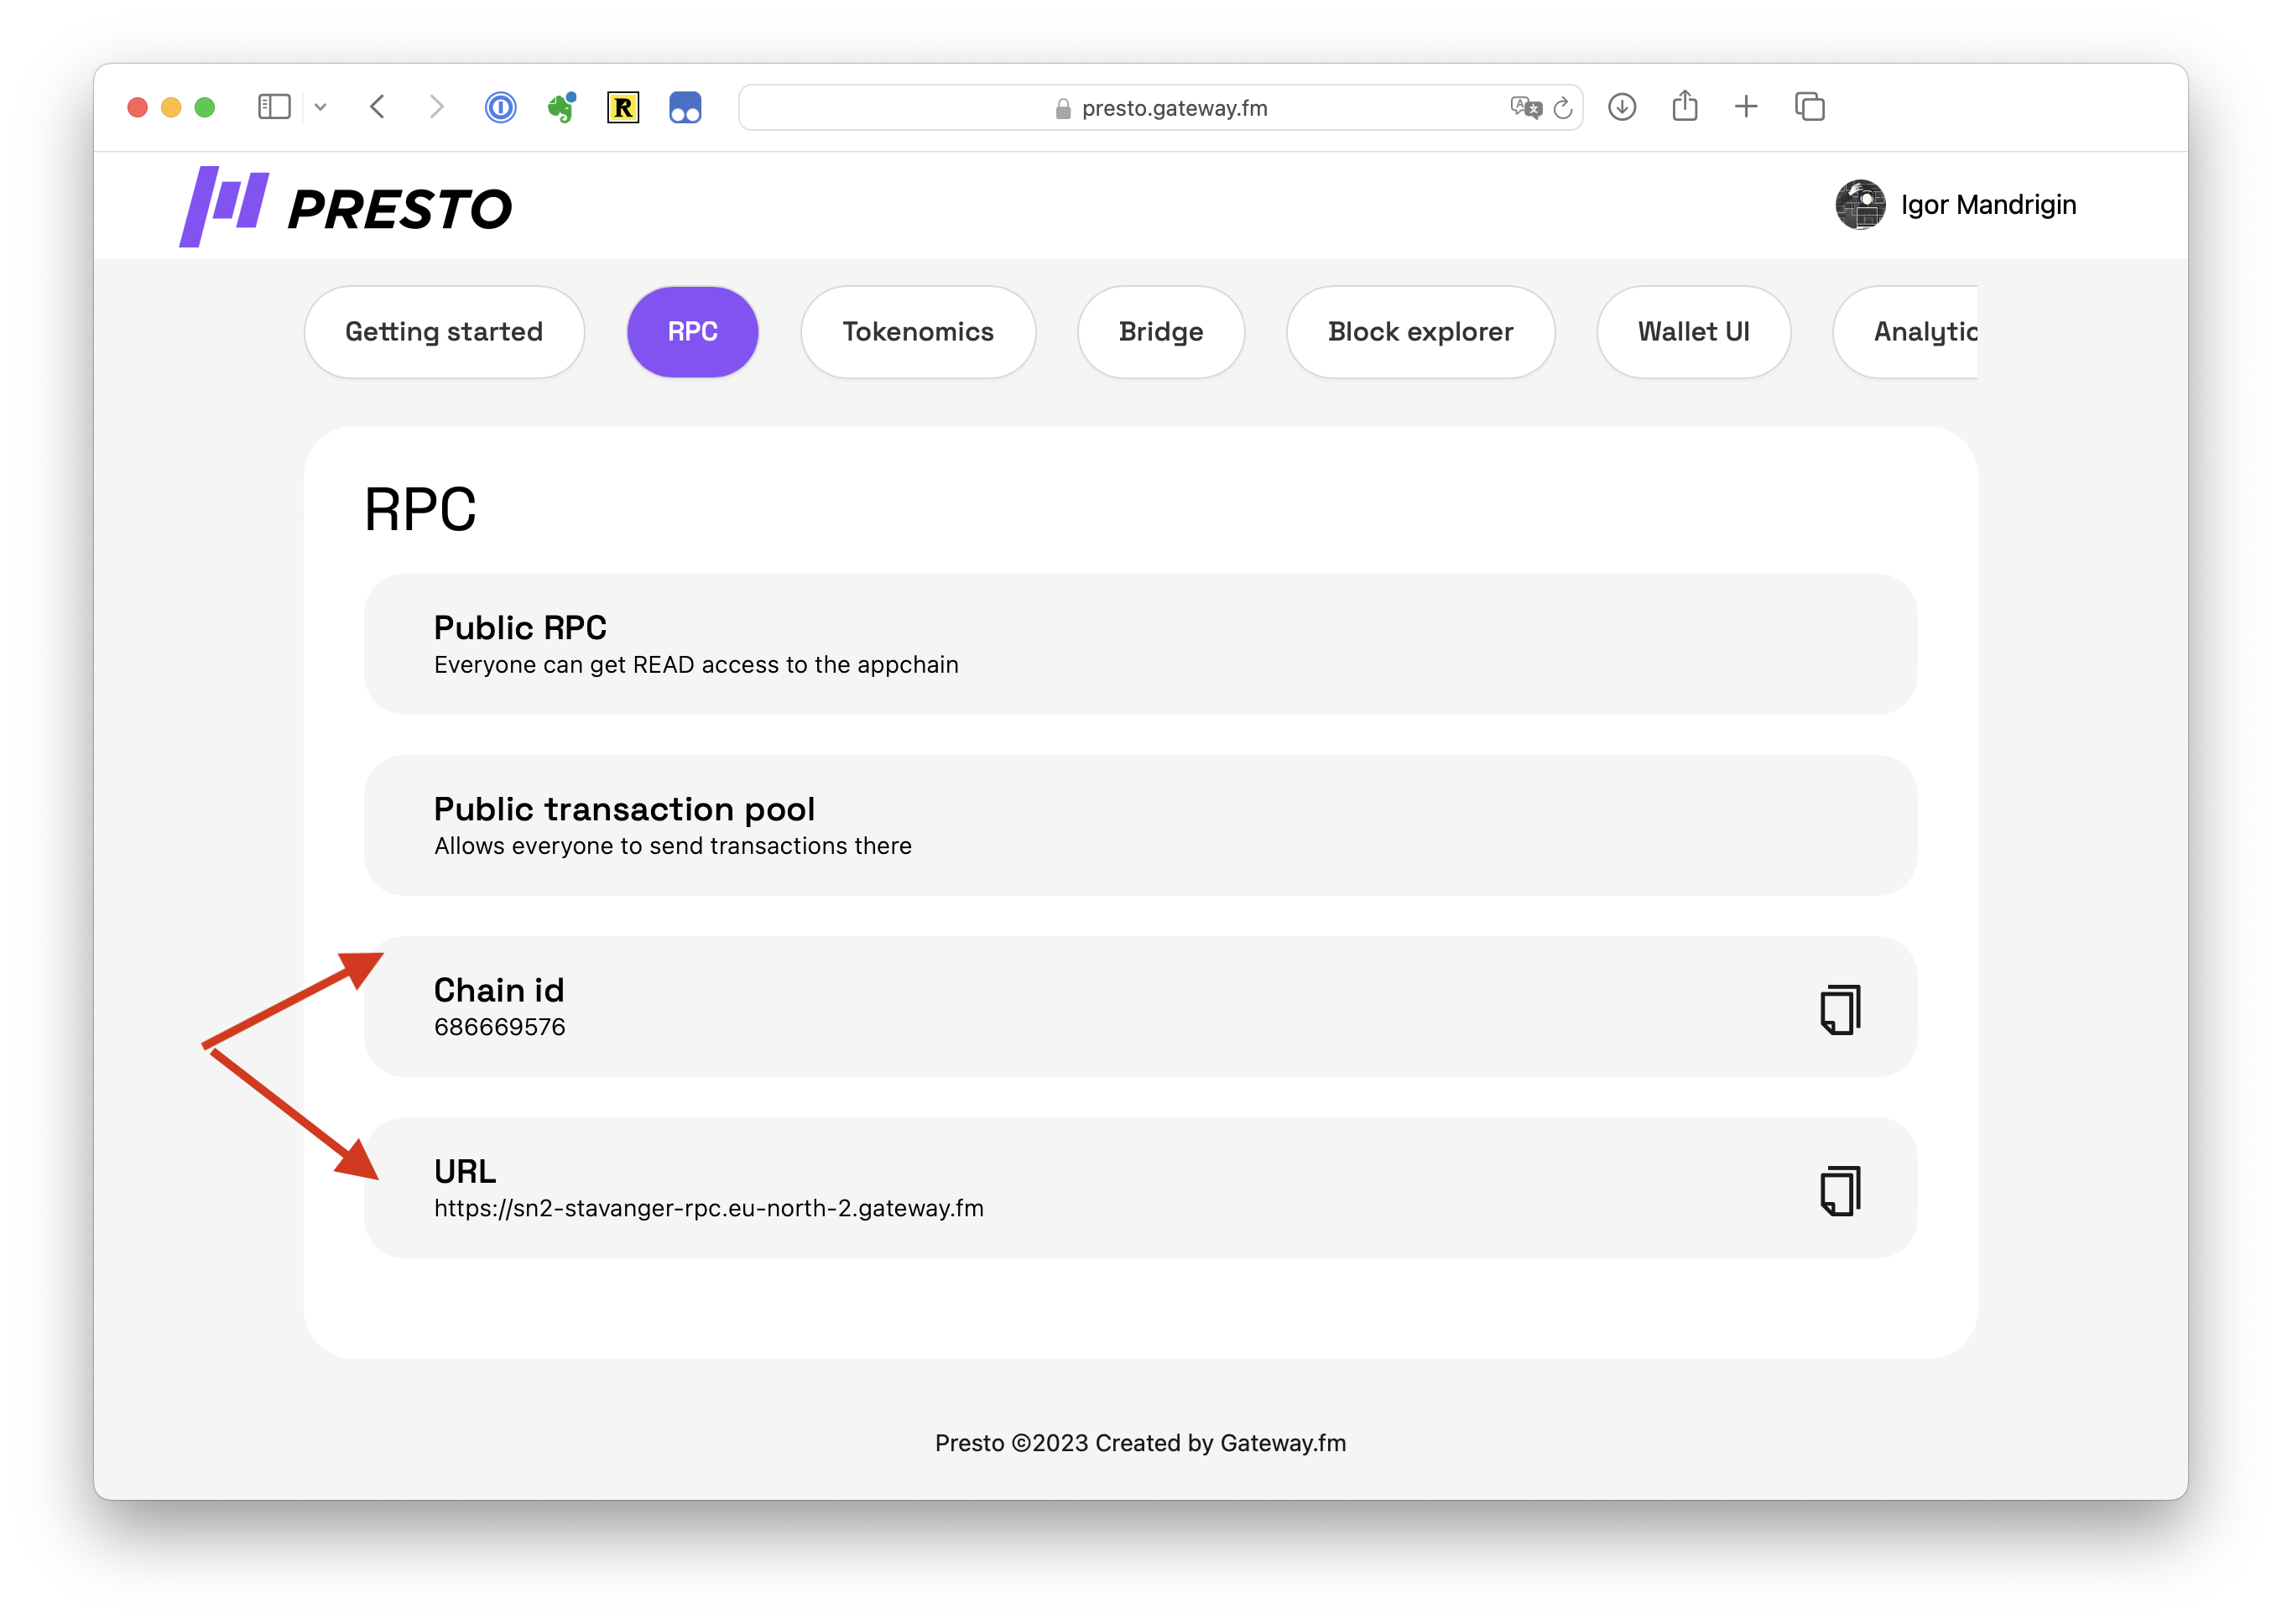 presto.gateway.fm
PRESTO
Igor Mandrigin
Getting started
RPC
Tokenomics
Bridge
Block explorer
Wallet UI
Analytic
RPC
Public RPC
Everyone can get READ access to the appchain
Public transaction pool
Allows everyone to send transactions there
Chain id
686669576
URL
https://sn2-stavanger-rpc.eu-north-2.gateway.fm
Presto ©2023 Created by Gateway.fm